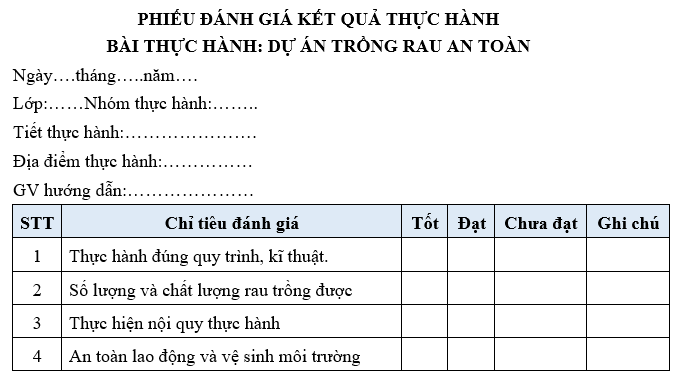 PHIẾU ĐÁNH GIÁ KẾT QUẢ THỰC HÀNH
BÀI THỰC HÀNH: DỰ ÁN TRỒNG RAU AN TOÀN
Ngày….tháng…..năm….
Lớp:……Nhóm thực hành:……..
Tiết thực hành:………………….
Địa điểm thực hành:……………
GV hướng dẫn:…………………
STT Chỉ tiêu đánh giá Tốt Đạt Chưa đạt Ghi chú
1 Thực hành đúng quy trình, kĩ thuật.
2 Số lượng và chất lượng rau trồng được
3 Thực hiện nội quy thực hành
4 An toàn lao động và vệ sinh môi trường